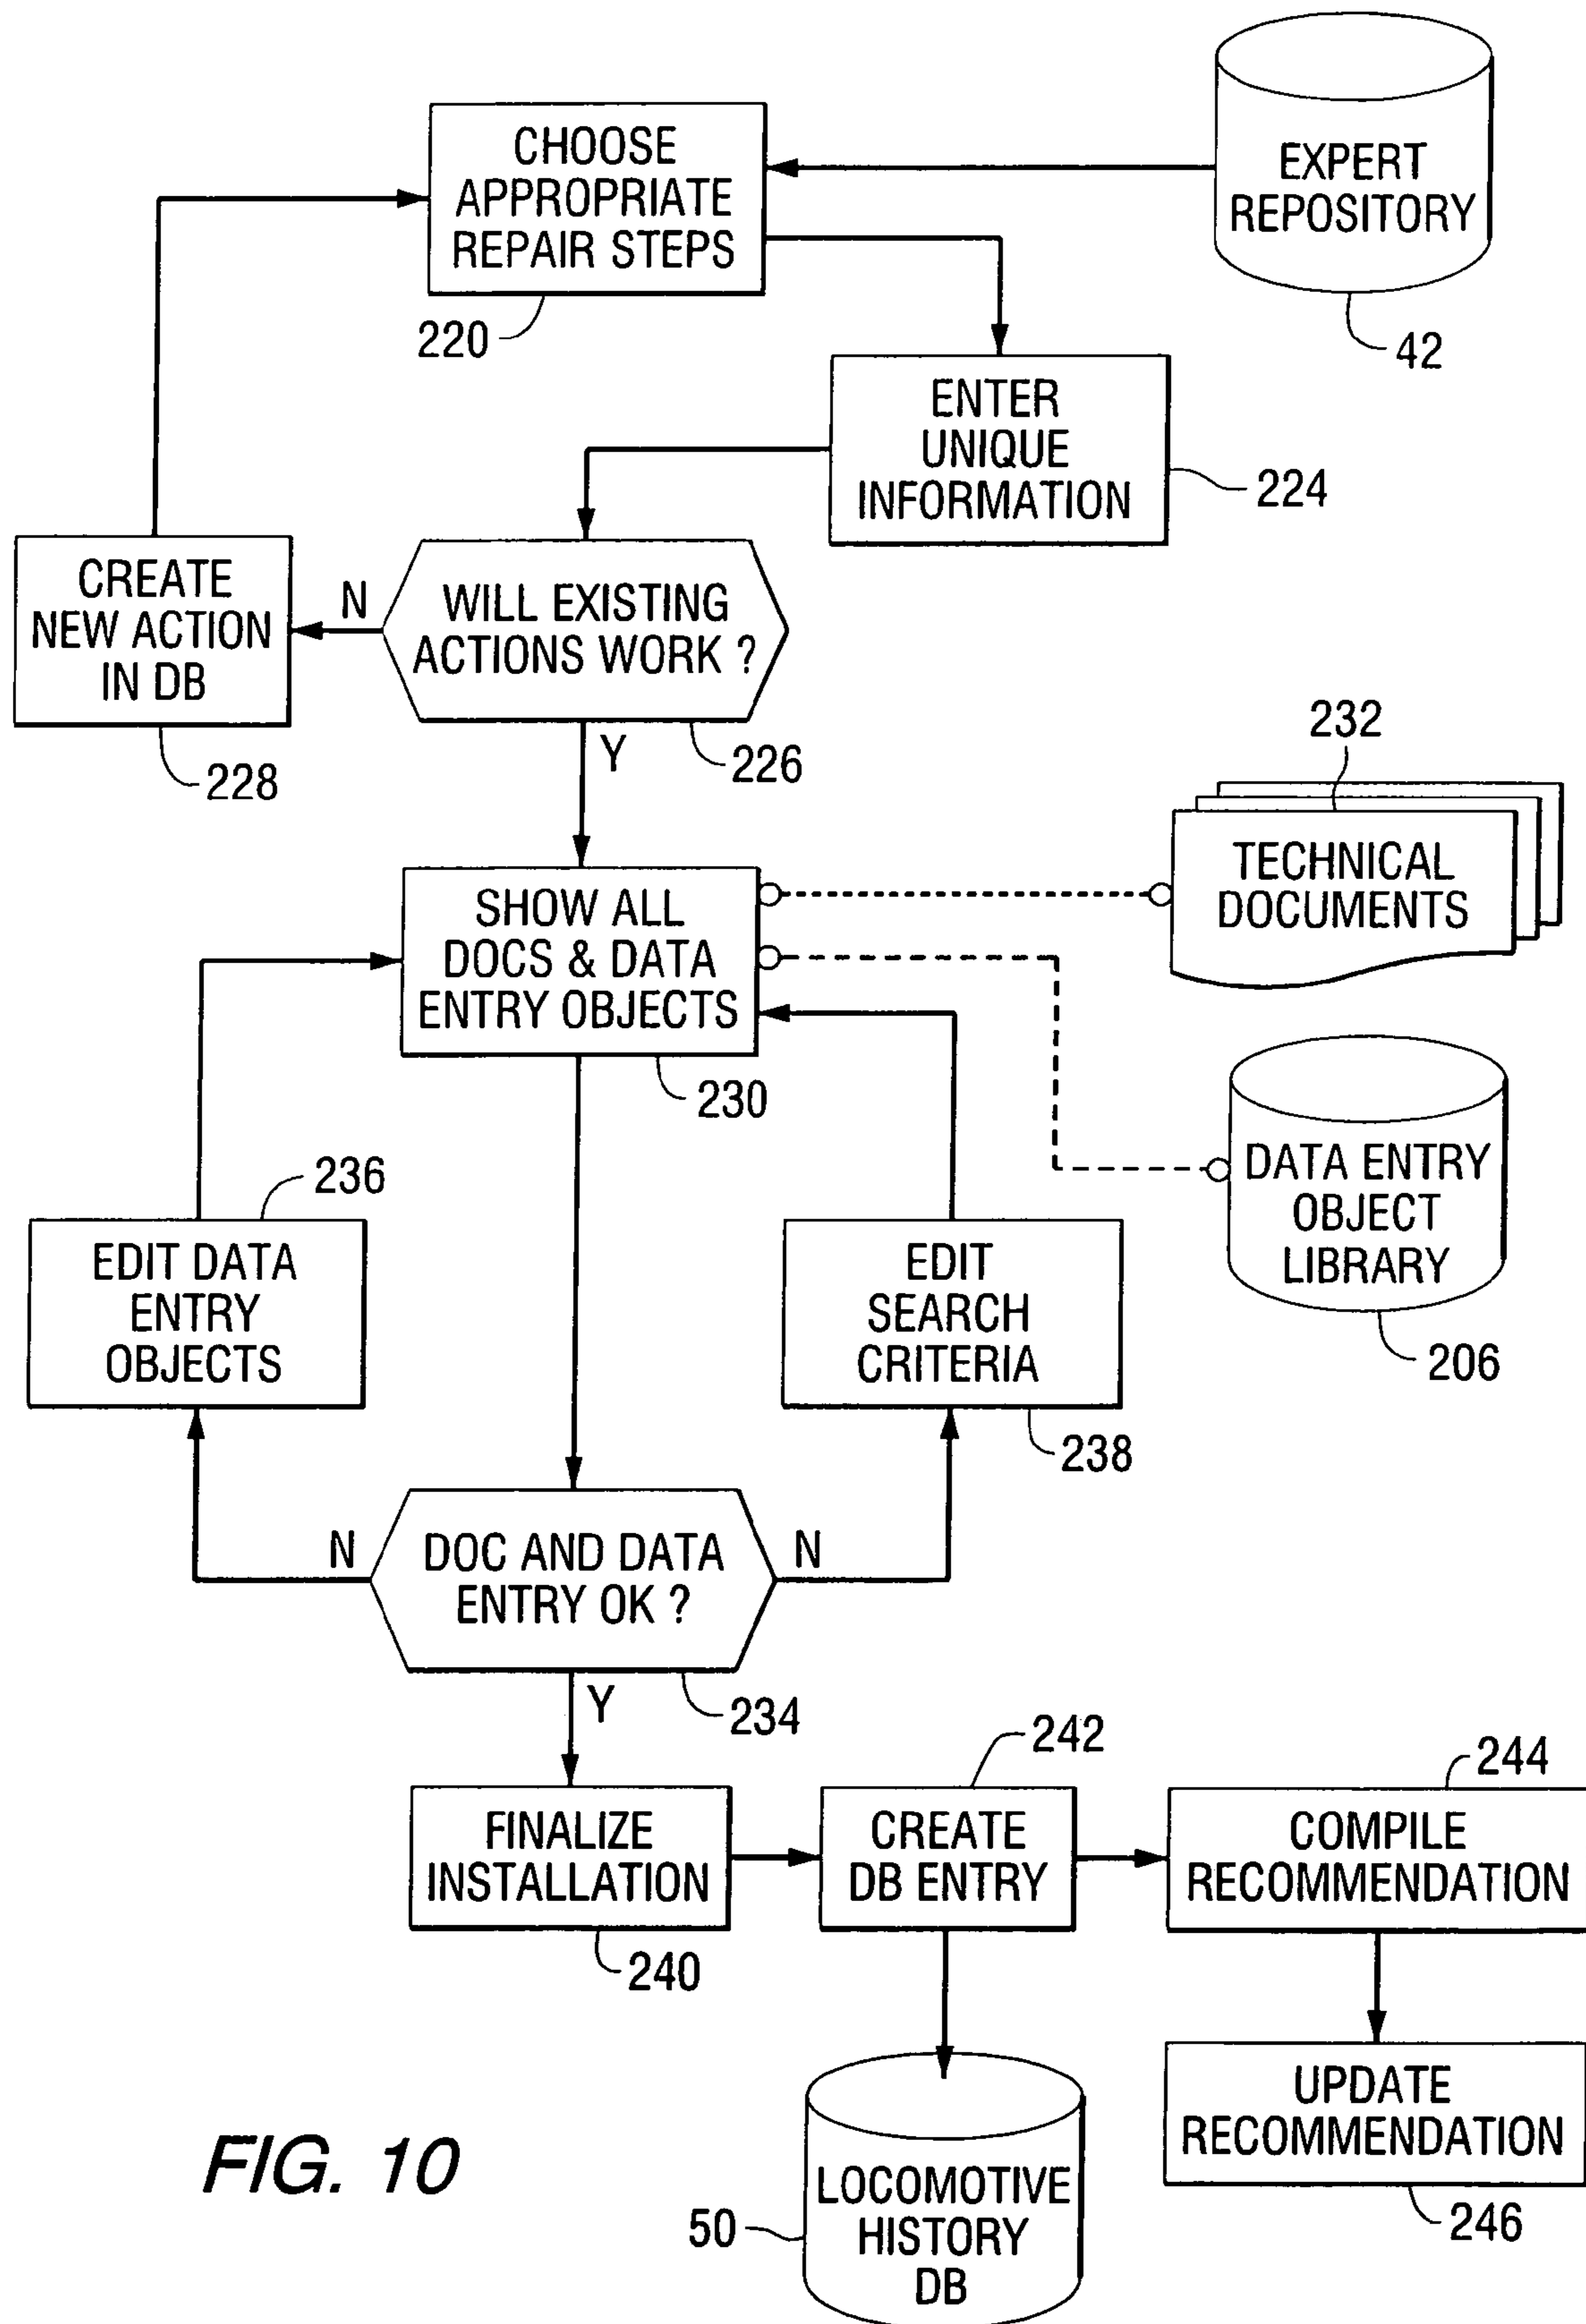 CHOOSE
APPROPRIATE
REPAIR STEPS
220
EXPERT
REPOSITORY
42
ENTER
UNIQUE
INFORMATION
224
CREATE
NEW ACTION
IN DB
228
N
WILL EXISTING
ACTIONS WORK ?
226
Y
232
TECHNICAL
DOCUMENTS
SHOW ALL
DOCS & DATA
ENTRY OBJECTS
230
DATA ENTRY
OBJECT
LIBRARY
206
236
EDIT DATA
ENTRY
OBJECTS
EDIT
SEARCH
CRITERIA
238
N
DOC AND DATA
ENTRY OK ?
N
234
Y
FINALIZE
INSTALLATION
240
242
CREATE
DB ENTRY
244
COMPILE
RECOMMENDATION
UPDATE
RECOMMENDATION
246
LOCOMOTIVE
HISTORY
DB
50
FIG. 10